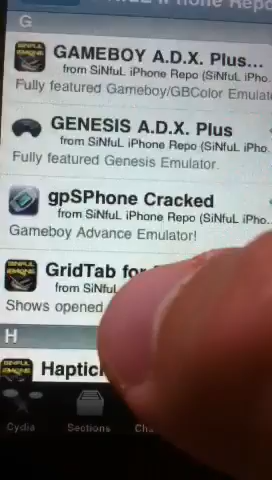 iPhone Repo
G
GAMEBOY A.D.X. Plus...
from SiNfuL iPhone Repo (SiNfuL iPho...
Fully featured Gameboy/GBColor Emulat
GENESIS A.D.X. Plus
from SiNfuL iPhone Repo (SiNfuL iPho..
Fully featured Genesis Emulator.
gpSPhone Cracked
from SiNfuL iPhone Repo (SiNfuL iPho..
Gameboy Advance Emulator!
GridTab for
from SiNfuL
Shows opened
H
Haptic
Cydia
Sections